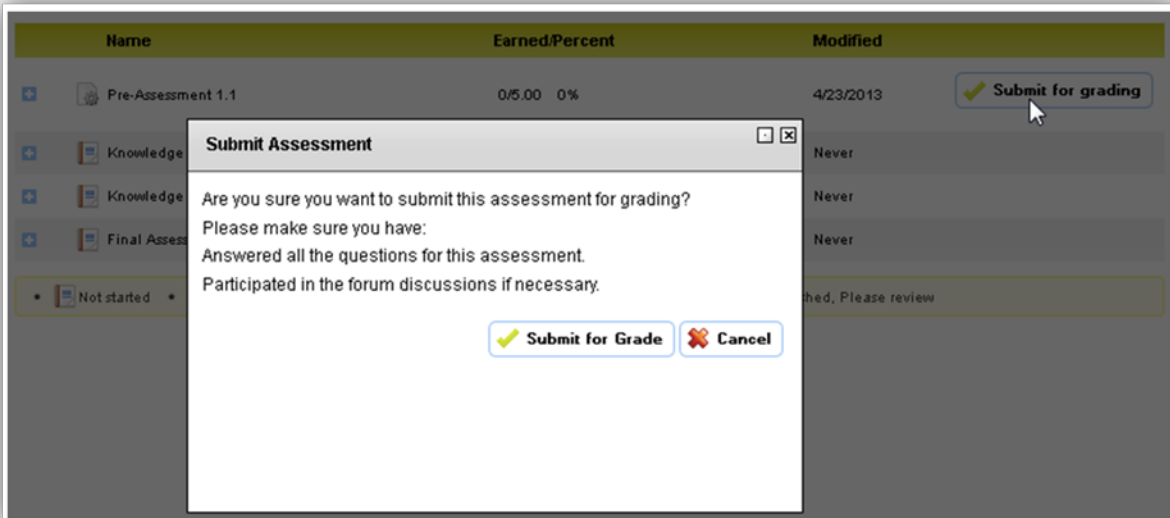 Name Earned/Percent Modified
Pre-Assessment 1.1 0/5.00 0% 4/23/2013 Submit for grading
Submit Assessment
Knowledge Never
Are you sure you want to submit this assessment for grading?
Knowledge Never
Please make sure you have:
Final Assess Never
Answered all the questions for this assessment.
Participated in the forum discussions if necessary.
• Not started • hed, Please review
Submit for Grade Cancel